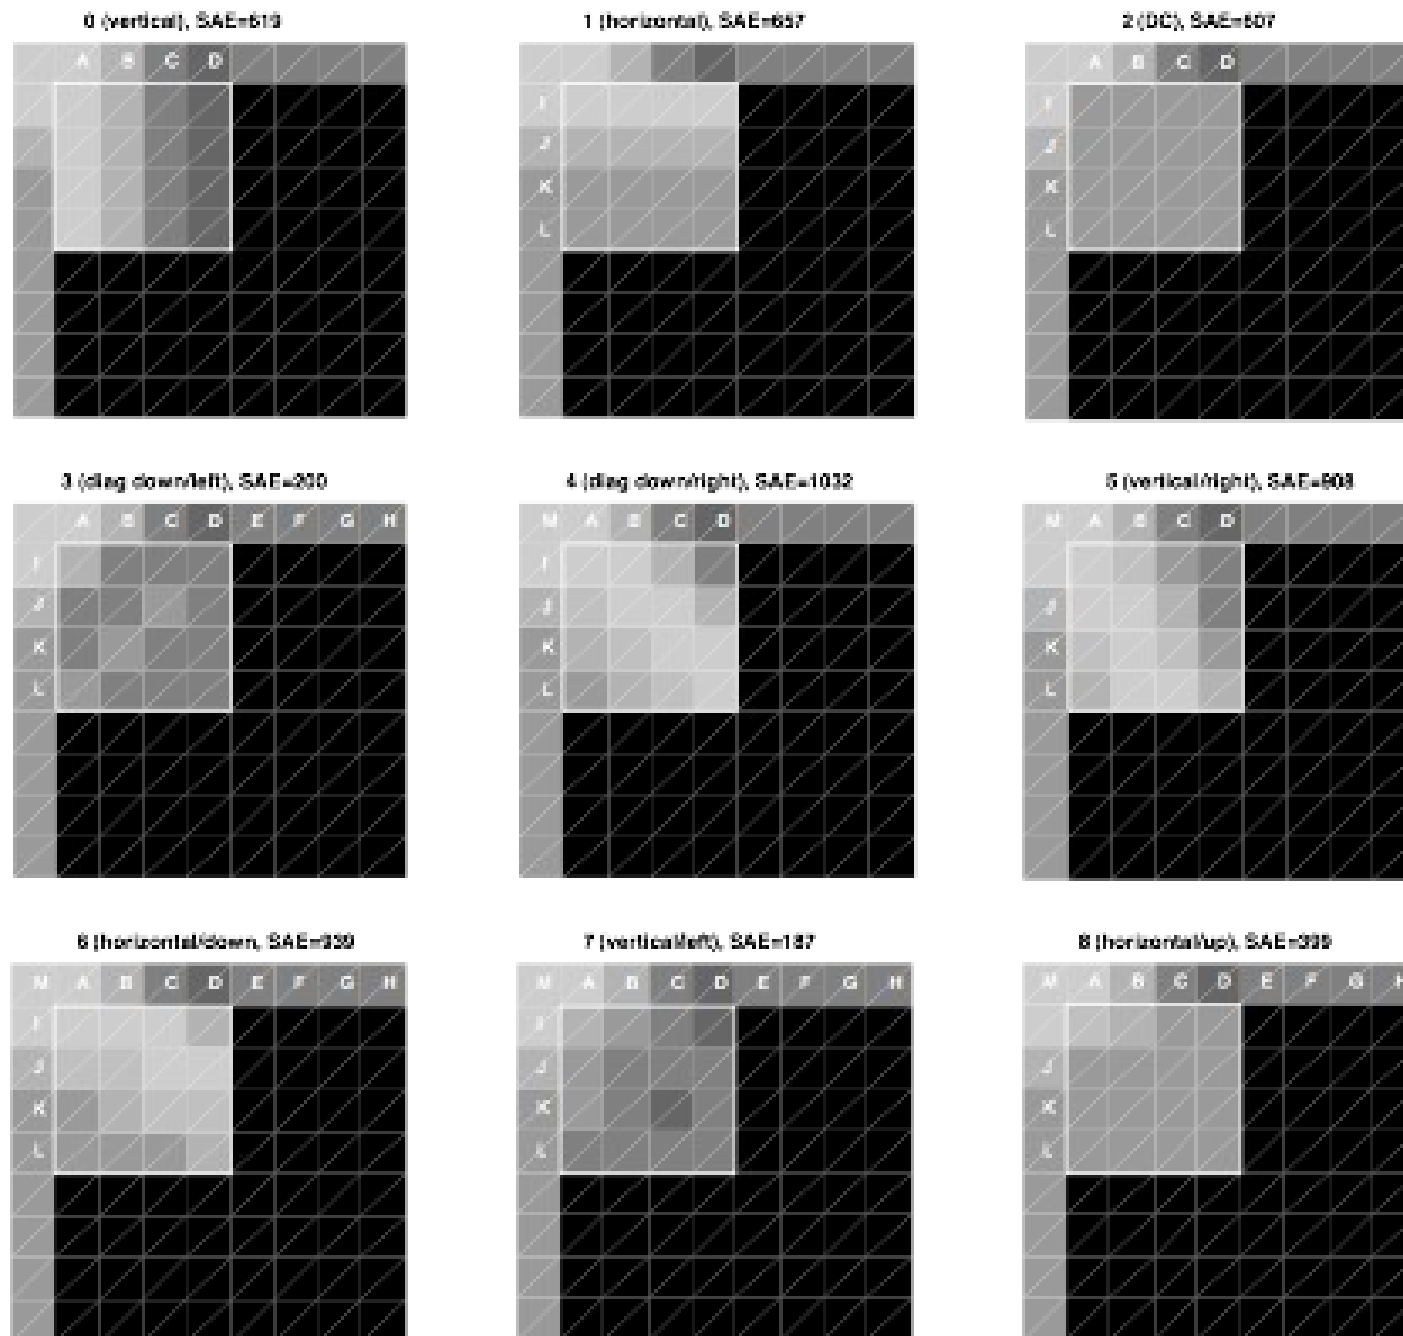 0 (vertical), SAE=619
1 (horizontal), SAE=657
2 (DC), SAE=607
A B C D
A B C D
I I
J J
K K
L L
3 (diag down/left), SAE=200
4 (diag down/right), SAE=1032
5 (vertical/right), SAE=908
A B C D E F G H
M A B C D
M A B C D
I I
J J J
K K K
L L L
6 (horizontal/down, SAE=939
7 (vertical/left), SAE=187
8 (horizontal/up), SAE=399
M A B C D E F G H
M A B C D E F G H
M A B C D E F G H
I I
J J J
K K K
L L L